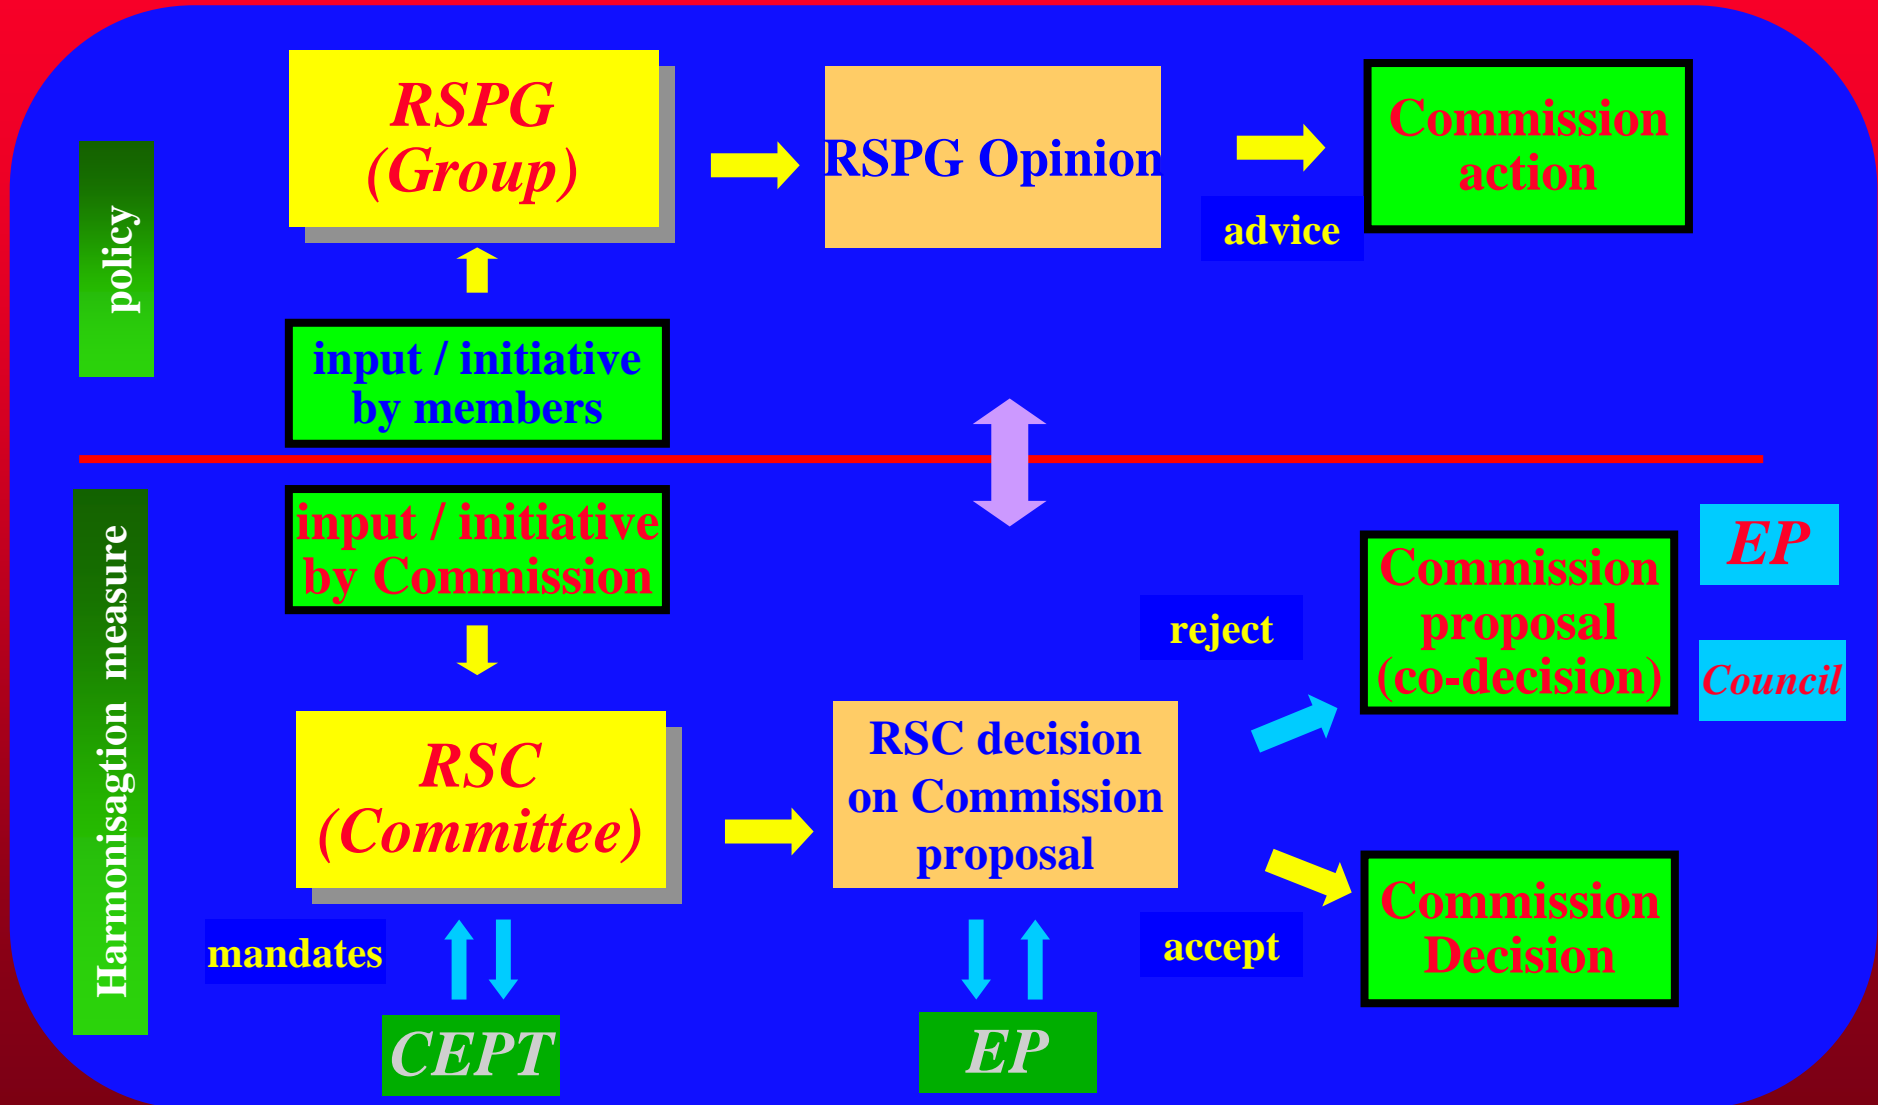 policy
RSPG
(Group)
RSPG Opinion
advice
Commission
action
input / initiative
by members
Harmonisagtion measure
input / initiative
by Commission
RSC
(Committee)
mandates
CEPT
RSC decision
on Commission
proposal
EP
reject
Commission
proposal
(co-decision)
EP
Council
accept
Commission
Decision